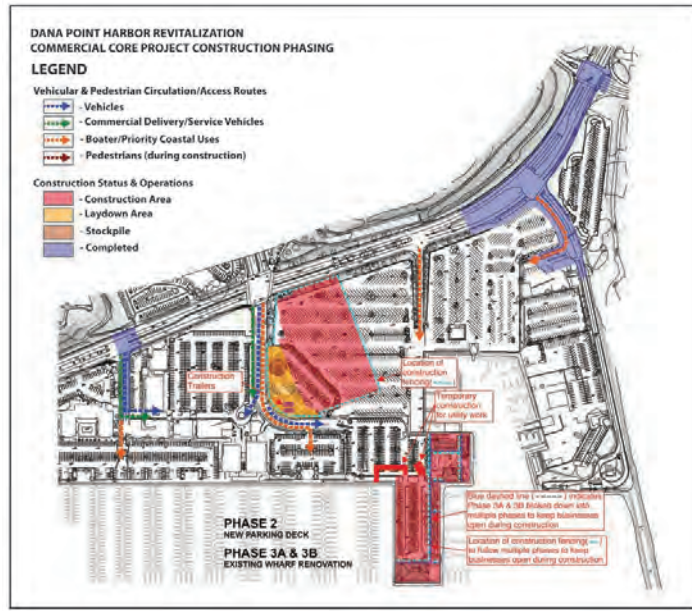 DANA POINT HARBOR REVITALIZATION
COMMERCIAL CORE PROJECT CONSTRUCTION PHASING
LEGEND
Vehicular & Pedestrian Circulation/Access Routes
- Vehicles
- Commercial Delivery/Service Vehicles
- Boater/Priority Coastal Uses
- Pedestrians (during construction)
Construction Status & Operations
- Construction Area
- Laydown Area
- Stockpile
- Completed
Construction
Trailers
Location of
construction
fencing
Temporary
construction
for utility work
Blue dashed line ( ) indicates
Phase 3A & 3B broken down into
multiple phases to keep businesses
open during construction
Location of construction fencing
to follow multiple phases to keep
businesses open during construction
PHASE 2
NEW PARKING DECK
PHASE 3A & 3B
EXISTING WHARF RENOVATION